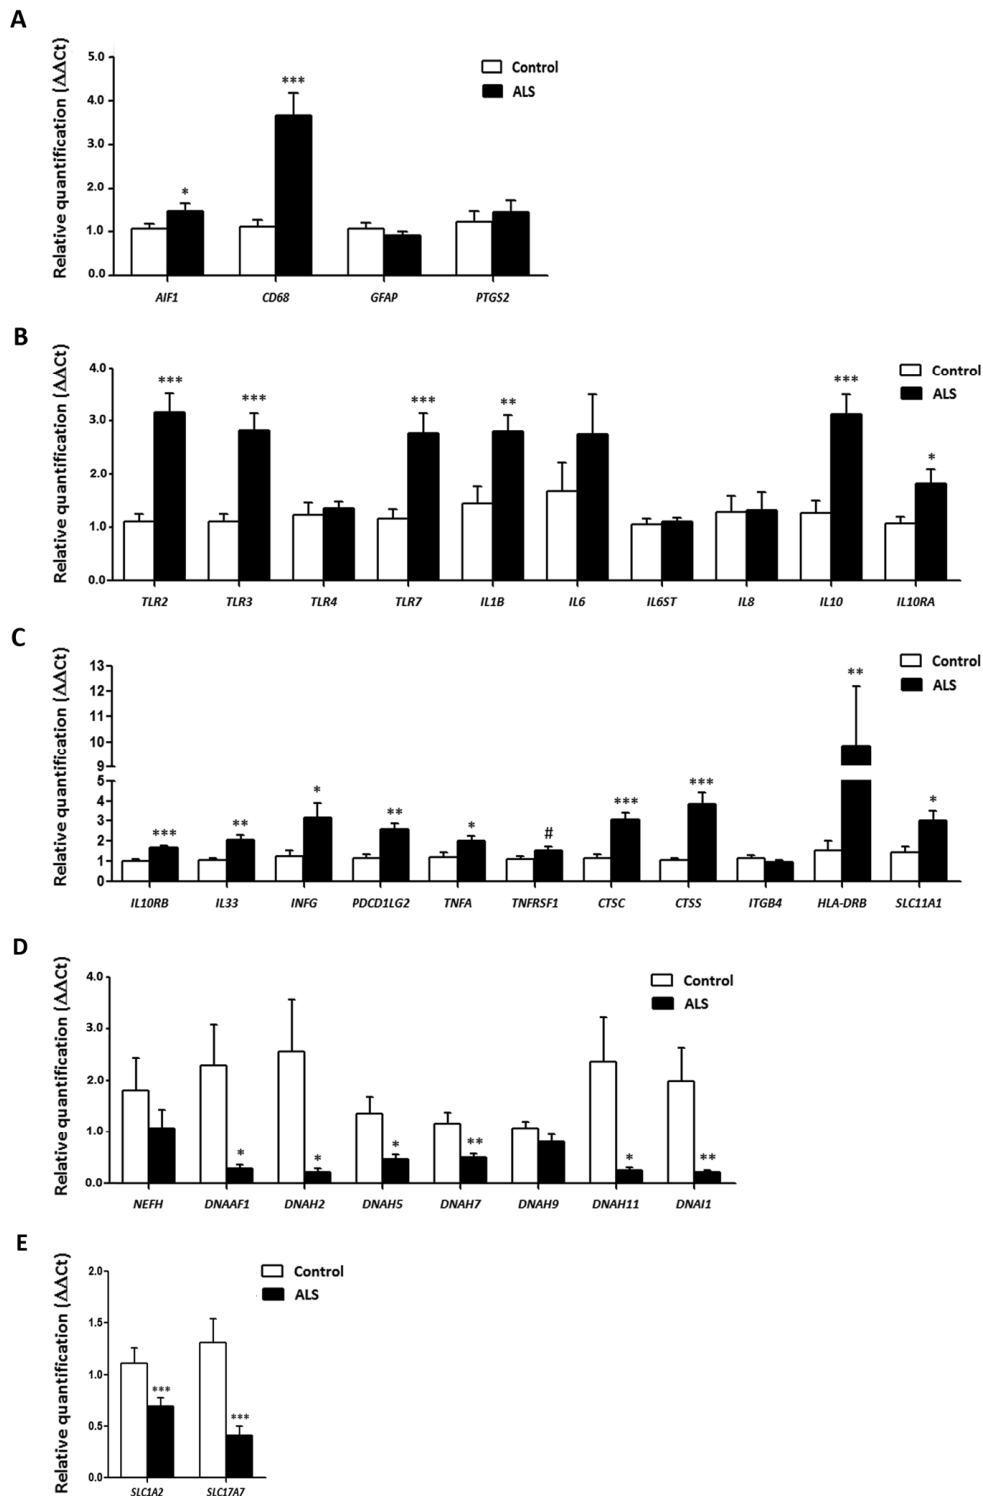 A
Relative quantification (ΔΔCt)
5.0
4.0
3.0
2.0
1.0
0.0
Control
ALS
*
***
AIF1 CD68 GFAP PTGS2
B
Relative quantification (ΔΔCt)
4.0
3.0
2.0
1.0
0.0
Control
ALS
*** *** *** ** *** *
TLR2 TLR3 TLR4 TLR7 IL1B IL6 IL6ST IL8 IL10 IL10RA
C
Relative quantification (ΔΔCt)
13
12
11
10
9
5
4
3
2
1
0
Control
ALS
*** ** * ** * # *** *** ** *
IL10RB IL33 INFG PDCD1LG2 TNFA TNFRSF1 CTSC CTSS ITGB4 HLA-DRB SLC11A1
D
Relative quantification (ΔΔCt)
4.0
3.0
2.0
1.0
0.0
Control
ALS
* * * ** * **
NEFH DNAAF1 DNAH2 DNAH5 DNAH7 DNAH9 DNAH11 DNAI1
E
Relative quantification (ΔΔCt)
2.0
1.5
1.0
0.5
0.0
Control
ALS
*** ***
SLC1A2 SLC17A7